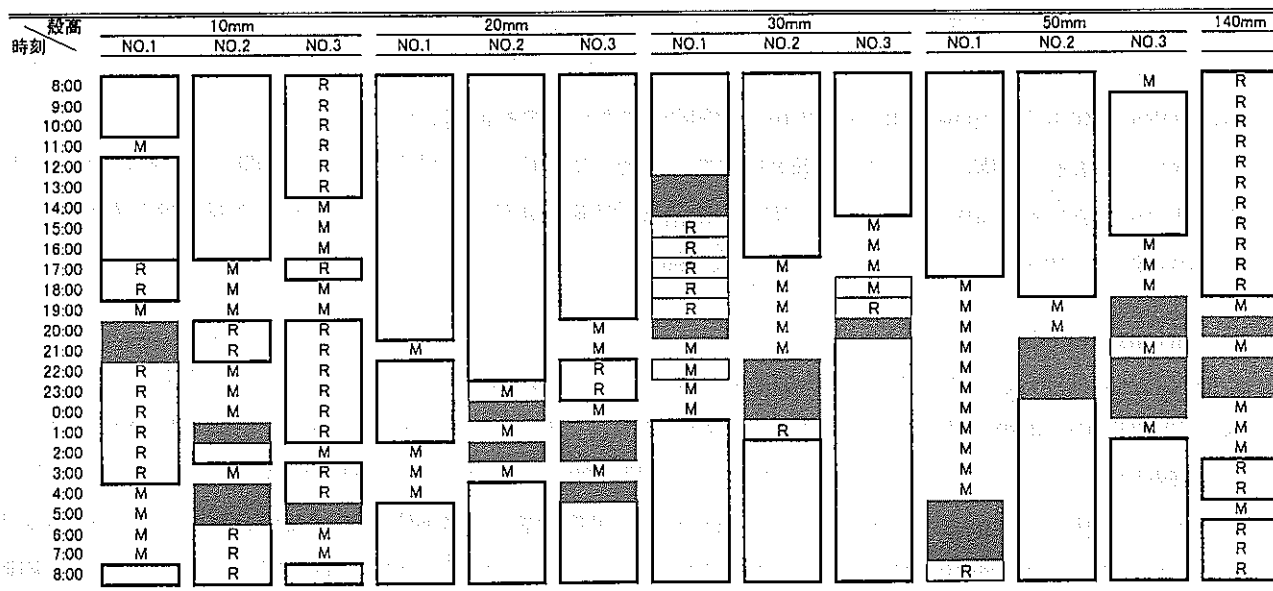 殻高 10mm 20mm 30mm 50mm 140mm
時刻 NO.1 NO.2 NO.3 NO.1 NO.2 NO.3 NO.1 NO.2 NO.3 NO.1 NO.2 NO.3
8:00 R M R
9:00 R R
10:00 R R
11:00 M R R
12:00 R R
13:00 R R
14:00 M R
15:00 M R M R
16:00 M R M M R
17:00 R M R R M M M R
18:00 R M M R M M M M R
19:00 M M M R M R M M M
20:00 R R M M M M
21:00 R R M M M M M M M
22:00 R M R R M M
23:00 R M R M R M M
0:00 R M R M M M M
1:00 R R M R M M M
2:00 R M M M M
3:00 R M R M M M M R
4:00 M R M M R
5:00 M M
6:00 M R M R
7:00 M R M R
8:00 R R R